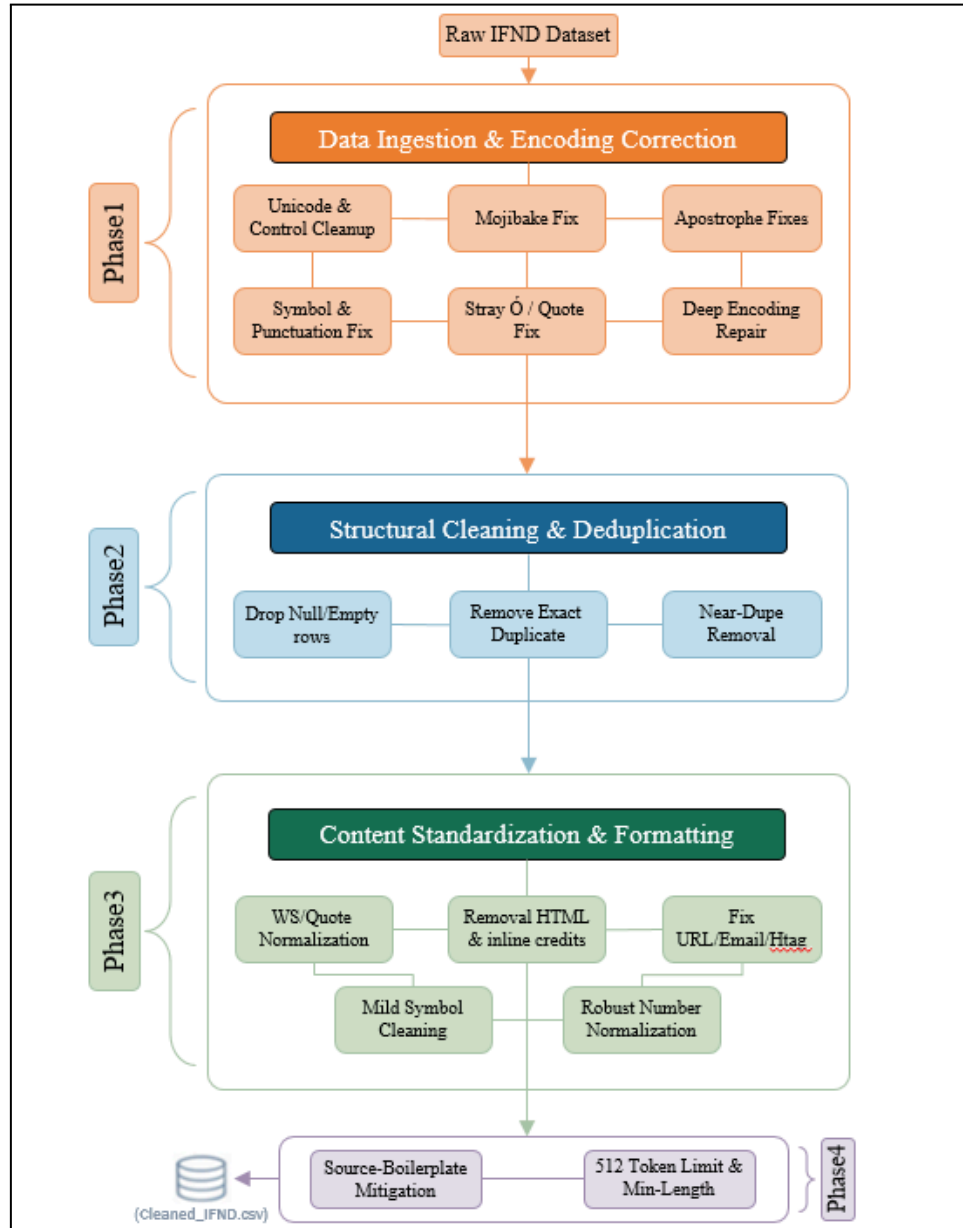 Raw IFND Dataset
Phase1
Data Ingestion & Encoding Correction
Unicode &
Control Cleanup
Mojibake Fix
Apostrophe Fixes
Symbol &
Punctuation Fix
Stray Ó / Quote
Fix
Deep Encoding
Repair
Phase2
Structural Cleaning & Deduplication
Drop Null/Empty
rows
Remove Exact
Duplicate
Near-Dupe
Removal
Phase3
Content Standardization & Formatting
WS/Quote
Normalization
Removal HTML
& inline credits
Fix
URL/Email/Htag
Mild Symbol
Cleaning
Robust Number
Normalization
Source-Boilerplate
Mitigation
512 Token Limit &
Min-Length
Phase4
(Cleaned_IFND.csv)